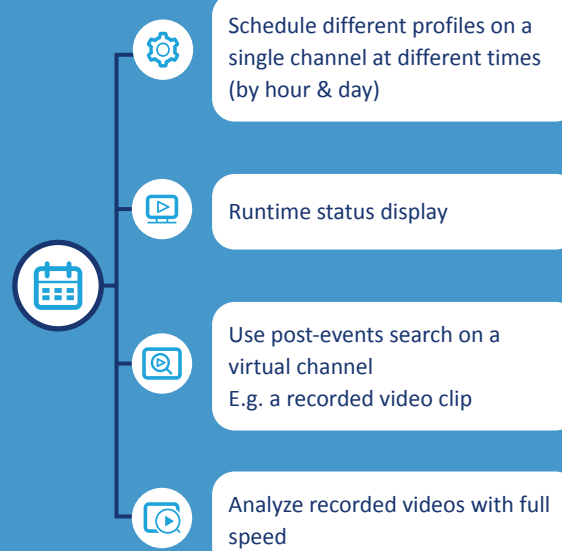 Schedule different profiles on a
single channel at different times
(by hour & day)
Runtime status display
Use post-events search on a
virtual channel
E.g. a recorded video clip
Analyze recorded videos with full
speed